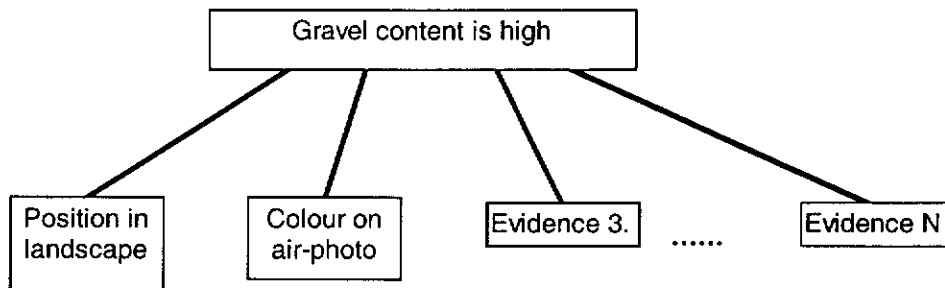 Gravel content is high
Position in
landscape
Colour on
air-photo
Evidence 3.
......
Evidence N